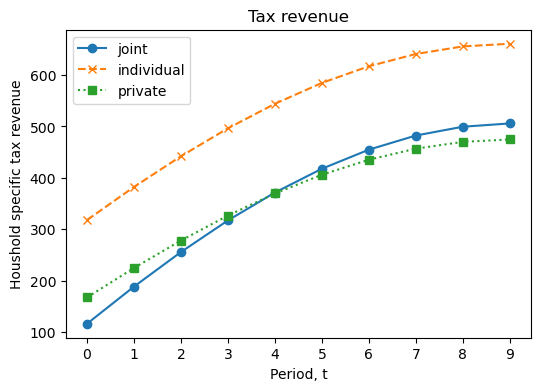 Tax revenue
joint
individual
private
Houshold specific tax revenue
600
500
400
300
200
100
0 1 2 3 4 5 6 7 8 9
Period, t